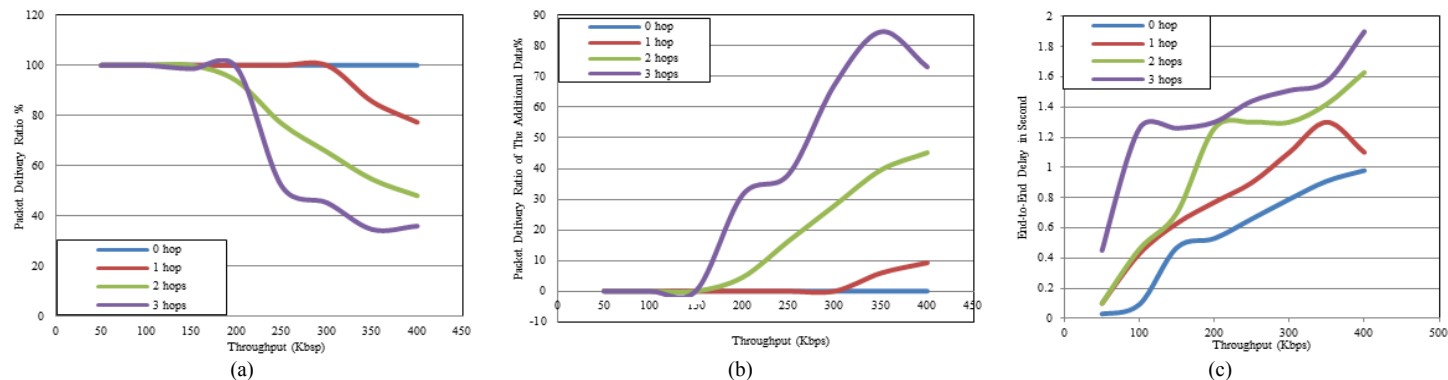 120
100
80
60
40
20
0
Packet Delivery Ratio %
0 hop
1 hop
2 hops
3 hops
0 50 100 150 200 250 300 350 400 450
Throughput (Kbsp)
(a)
90
80
70
60
50
40
30
20
10
0
-10
Packet Delivery Ratio of The Additional Data%
0 hop
1 hop
2 hops
3 hops
0 50 100 150 200 250 300 350 400 450
Throughput (Kbps)
(b)
2
1.8
1.6
1.4
1.2
1
0.8
0.6
0.4
0.2
0
End-to-End Delay in Second
0 hop
1 hop
2 hops
3 hops
0 100 200 300 400 500
Throughput (Kbps)
(c)